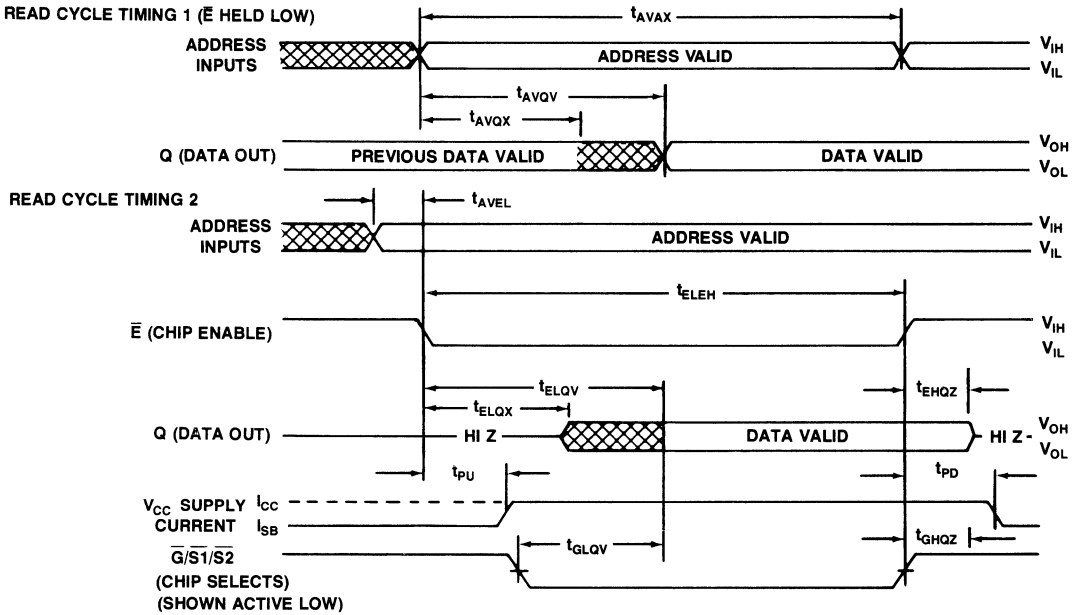 READ CYCLE TIMING 1 (E̅ HELD LOW)
tAVAX
ADDRESS
INPUTS
ADDRESS VALID
VIH
VIL
tAVQV
tAVQX
Q (DATA OUT)
PREVIOUS DATA VALID
DATA VALID
VOH
VOL
READ CYCLE TIMING 2
tAVEL
ADDRESS
INPUTS
ADDRESS VALID
VIH
VIL
tELEH
E̅ (CHIP ENABLE)
VIH
VIL
tELQV
tEHQZ
tELQX
Q (DATA OUT)
HI Z
DATA VALID
HI Z
VOH
VOL
tPU
tPD
VCC SUPPLY ICC
CURRENT ISB
tGLQV
tGHQZ
G̅/S̅1̅/S̅2̅
(CHIP SELECTS)
(SHOWN ACTIVE LOW)